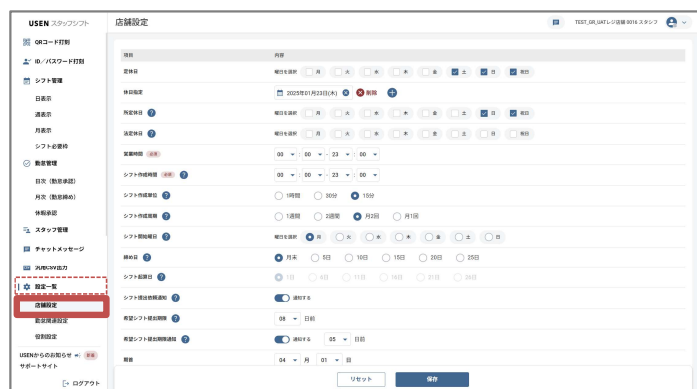 USEN スタッフシフト
店舗設定
TEST_GR_UATレジ店舗 0016 スタシフ
QRコード打刻
ID/パスワード打刻
シフト管理
日表示
週表示
月表示
シフト必要枠
勤怠管理
日次(勤怠承認)
月次(勤怠締め)
休暇承認
スタッフ管理
チャットメッセージ
汎用CSV出力
設定一覧
店舗設定
勤怠関連設定
役割設定
USENからのお知らせ 新着
サポートサイト
ログアウト
項目 内容
定休日 曜日を選択 月 火 水 木 金 土 日 祝日
休日指定 2025年01月23日(木) 削除
所定休日 ? 曜日を選択 月 火 水 木 金 土 日 祝日
法定休日 ? 曜日を選択 月 火 水 木 金 土 日 祝日
営業時間 必須 00 : 00 - 23 : 00
シフト作成時間 必須 ? 00 : 00 - 23 : 00
シフト作成単位 ? 1時間 30分 15分
シフト作成周期 ? 1週間 2週間 月2回 月1回
シフト開始曜日 ? 曜日を選択 月 火 水 木 金 土 日
締め日 ? 月末 5日 10日 15日 20日 25日
シフト起算日 ? 1日 6日 11日 16日 21日 26日
シフト提出依頼通知 ? 通知する
希望シフト提出期限 ? 08 日前
希望シフト提出期限通知 ? 通知する 05 日前
期首 04 月 01 日
リセット 保存